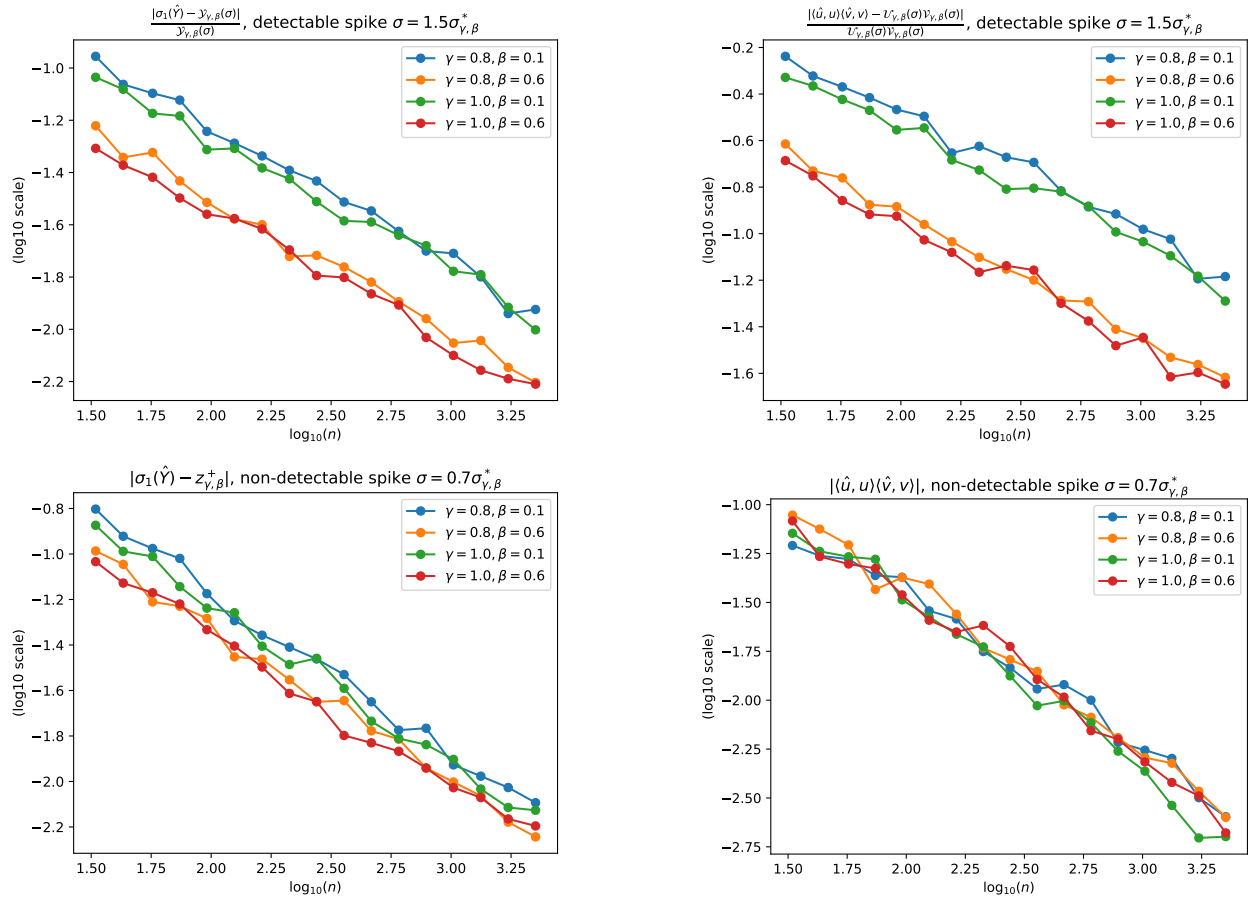 |σ₁(Ŷ) − 𝒴_{γ,β}(σ)| / 𝒴_{γ,β}(σ), detectable spike σ = 1.5σ*_{γ,β}
−1.0
−1.2
−1.4
−1.6
−1.8
−2.0
−2.2
(log10 scale)
γ = 0.8, β = 0.1
γ = 0.8, β = 0.6
γ = 1.0, β = 0.1
γ = 1.0, β = 0.6
1.50 1.75 2.00 2.25 2.50 2.75 3.00 3.25
log₁₀(n)
|⟨û, u⟩⟨v̂, v⟩ − 𝒰_{γ,β}(σ)𝒱_{γ,β}(σ)| / 𝒰_{γ,β}(σ)𝒱_{γ,β}(σ), detectable spike σ = 1.5σ*_{γ,β}
−0.2
−0.4
−0.6
−0.8
−1.0
−1.2
−1.4
−1.6
(log10 scale)
γ = 0.8, β = 0.1
γ = 0.8, β = 0.6
γ = 1.0, β = 0.1
γ = 1.0, β = 0.6
1.50 1.75 2.00 2.25 2.50 2.75 3.00 3.25
log₁₀(n)
|σ₁(Ŷ) − z⁺_{γ,β}|, non-detectable spike σ = 0.7σ*_{γ,β}
−0.8
−1.0
−1.2
−1.4
−1.6
−1.8
−2.0
−2.2
(log10 scale)
γ = 0.8, β = 0.1
γ = 0.8, β = 0.6
γ = 1.0, β = 0.1
γ = 1.0, β = 0.6
1.50 1.75 2.00 2.25 2.50 2.75 3.00 3.25
log₁₀(n)
|⟨û, u⟩⟨v̂, v⟩|, non-detectable spike σ = 0.7σ*_{γ,β}
−1.00
−1.25
−1.50
−1.75
−2.00
−2.25
−2.50
−2.75
(log10 scale)
γ = 0.8, β = 0.1
γ = 0.8, β = 0.6
γ = 1.0, β = 0.1
γ = 1.0, β = 0.6
1.50 1.75 2.00 2.25 2.50 2.75 3.00 3.25
log₁₀(n)